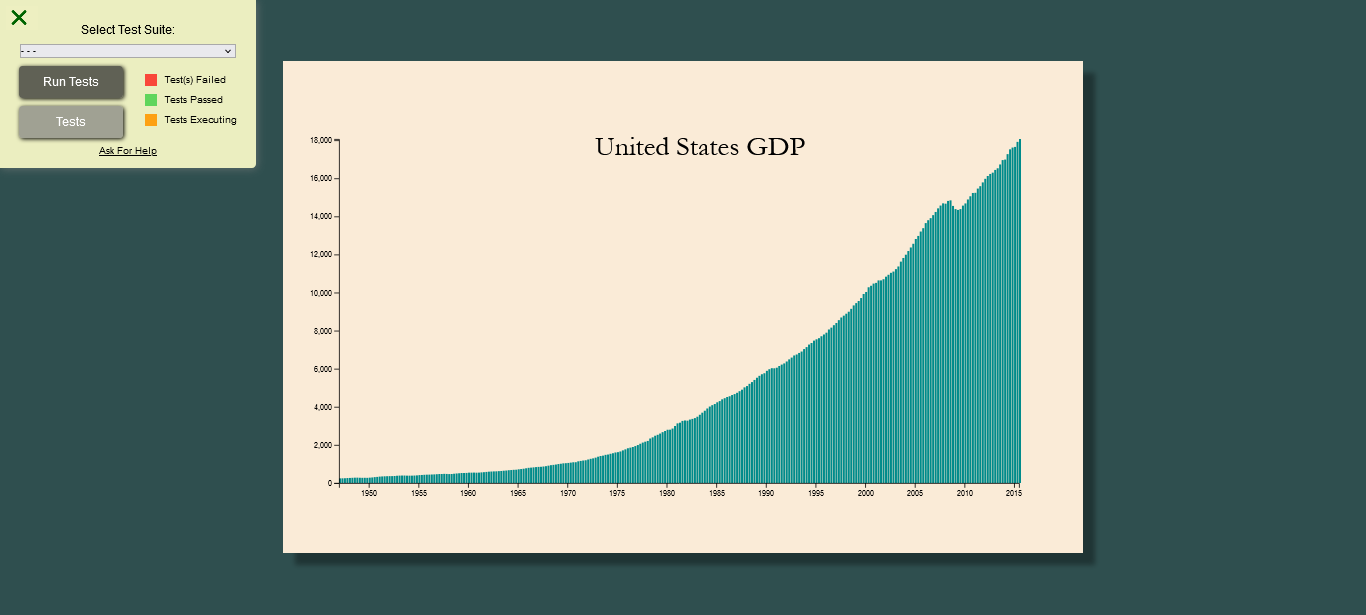 Select Test Suite:
- - -
Run Tests
Tests
Test(s) Failed
Tests Passed
Tests Executing
Ask For Help
United States GDP
18,000
16,000
14,000
12,000
10,000
8,000
6,000
4,000
2,000
0
1950 1955 1960 1965 1970 1975 1980 1985 1990 1995 2000 2005 2010 2015